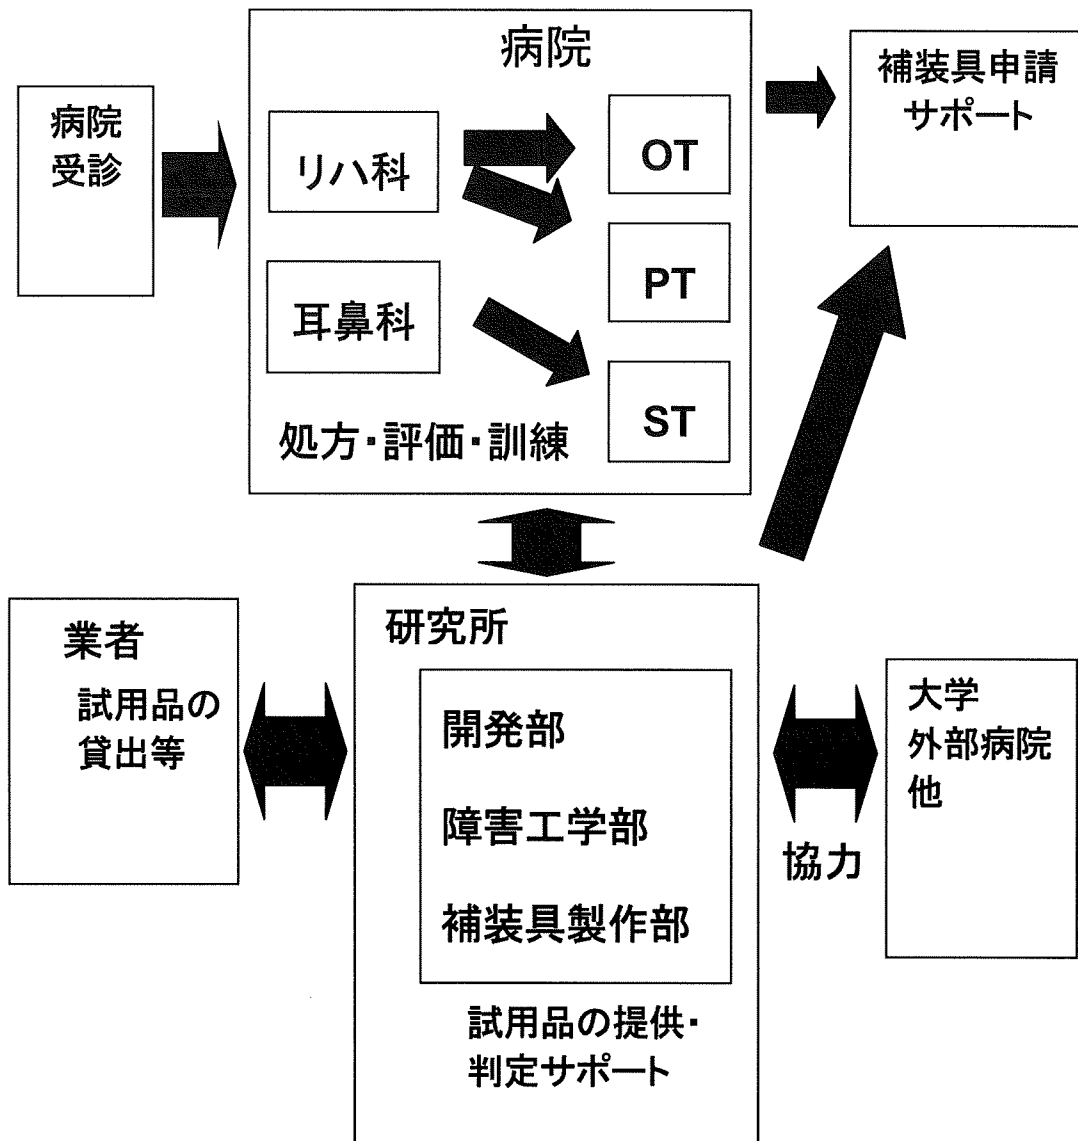 病院
受診
病院
リハ科
耳鼻科
OT
PT
ST
処方・評価・訓練
補装具申請
サポート
業者
試用品の
貸出等
研究所
開発部
障害工学部
補装具製作部
試用品の提供・
判定サポート
協力
大学
外部病院
他